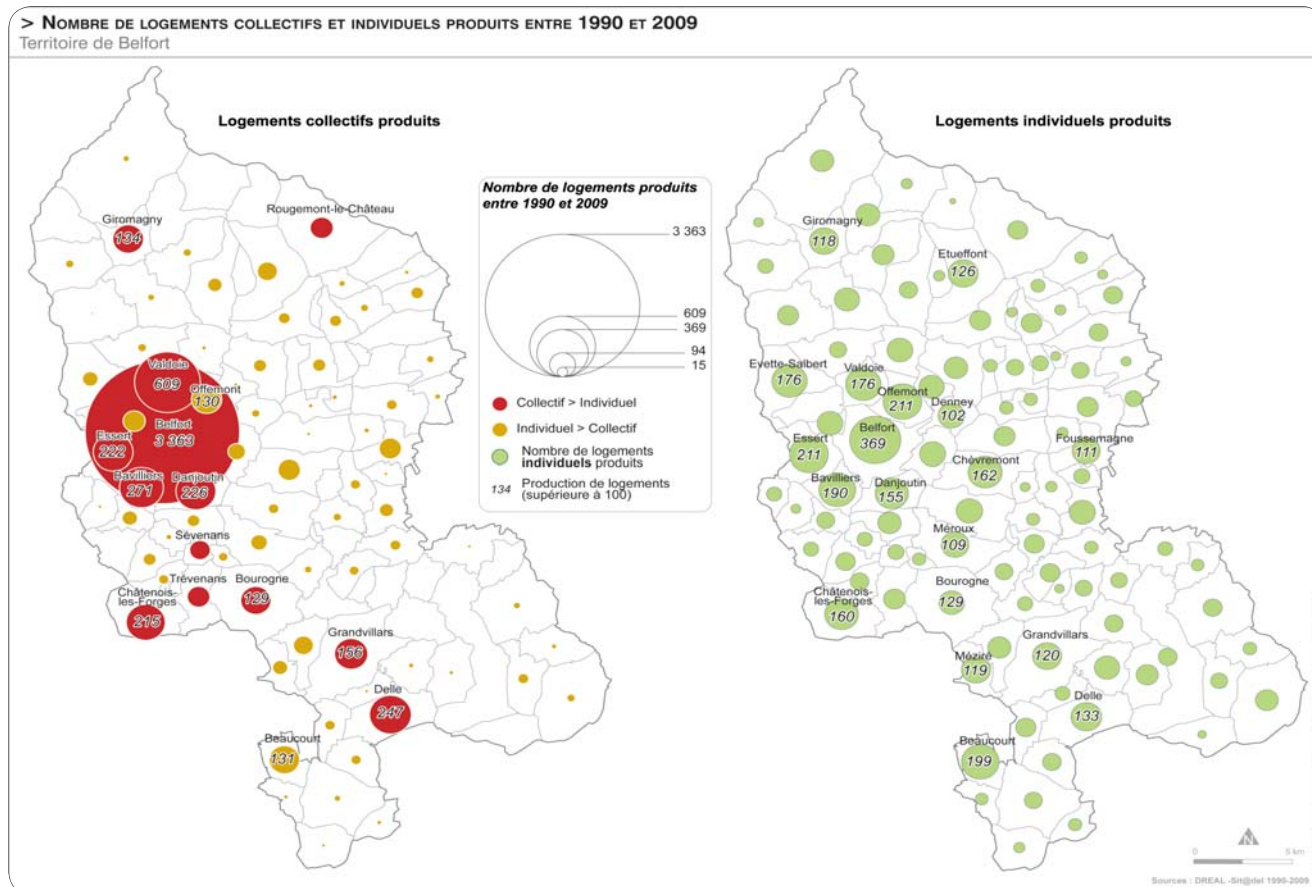 > NOMBRE DE LOGEMENTS COLLECTIFS ET INDIVIDUELS PRODUITS ENTRE 1990 ET 2009
Territoire de Belfort
Logements collectifs produits
Giromagny
134
Rougemont-le-Château
Valdoie
609
Offemont
130
Belfort
3 363
Essert
222
Bavilliers
271
Danjoutin
226
Sévenans
Trévenans
Bourogne
129
Châtenois-
les-Forges
215
Grandvillars
156
Delle
247
Beaucourt
131
Nombre de logements produits
entre 1990 et 2009
3 363
609
369
94
15
Collectif > Individuel
Individuel > Collectif
Nombre de logements
individuels produits
134 Production de logements
(supérieure à 100)
Logements individuels produits
Giromagny
118
Etueffont
126
Evette-Salbert
176
Valdoie
176
Offemont
211
Denney
102
Belfort
369
Essert
211
Foussemagne
111
Chèvremont
162
Bavilliers
190
Danjoutin
155
Méroux
109
Bourogne
129
Châtenois-
les-Forges
160
Grandvillars
120
Méziré
119
Delle
133
Beaucourt
199
N
0 5 km
Sources : DREAL -Sit@del 1990-2009